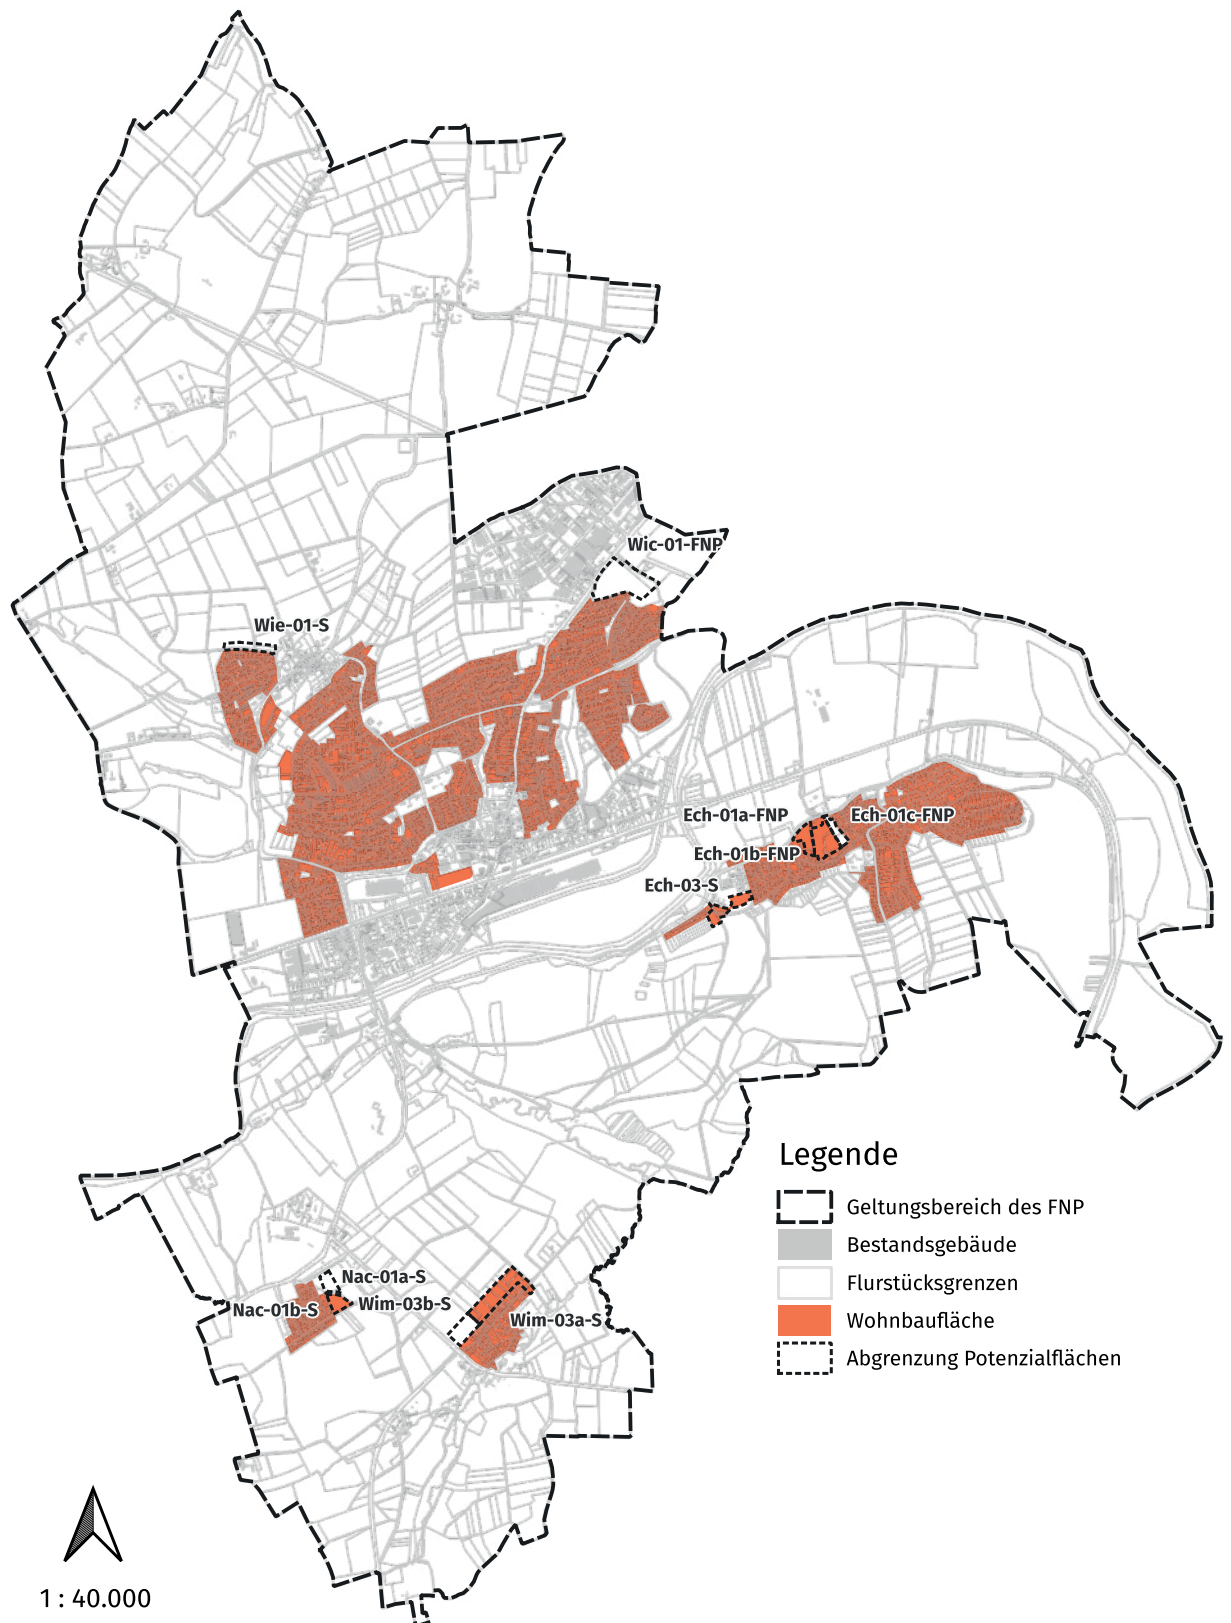 Wic-01-FNP
Wie-01-S
Ech-01a-FNP
Ech-01c-FNP
Ech-01b-FNP
Ech-03-S
Legende
Geltungsbereich des FNP
Bestandsgebäude
Flurstücksgrenzen
Wohnbaufläche
Abgrenzung Potenzialflächen
Nac-01a-S
Nac-01b-S
Wim-03b-S
Wim-03a-S
1 : 40.000